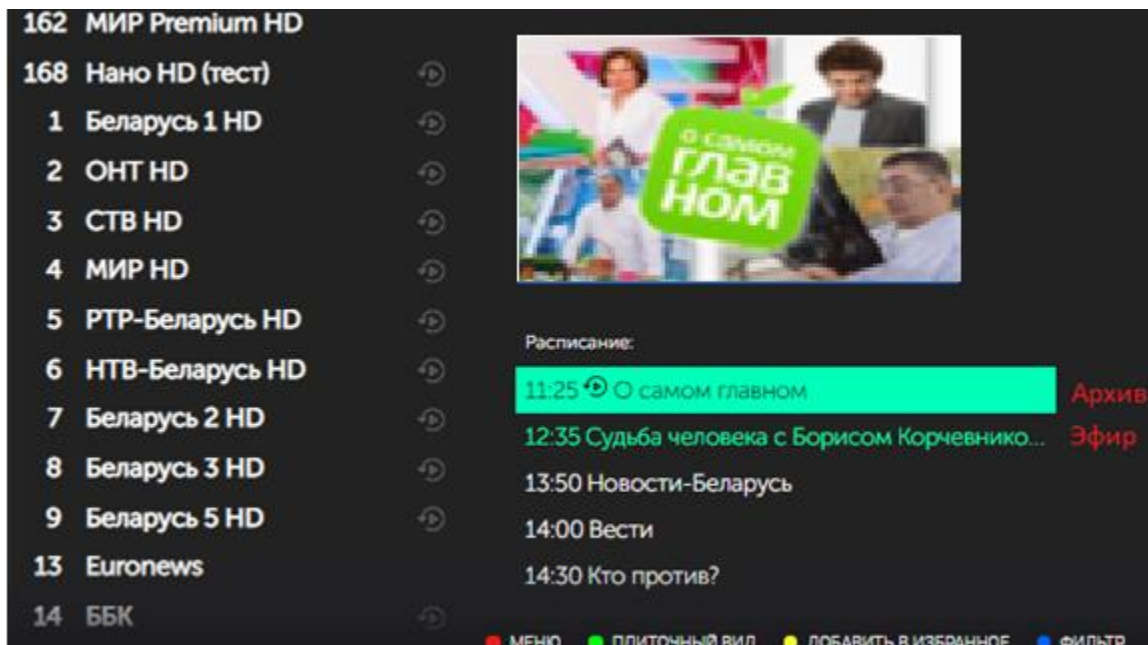 162 МИР Premium HD
168 Нано HD (тест)
1 Беларусь 1 HD
2 ОНТ HD
3 СТВ HD
4 МИР HD
5 РТР-Беларусь HD
6 НТВ-Беларусь HD
7 Беларусь 2 HD
8 Беларусь 3 HD
9 Беларусь 5 HD
13 Euronews
14 ББК
о самом
глав
ном
Расписание:
11:25 О самом главном Архив
12:35 Судьба человека с Борисом Корчевнико... Эфир
13:50 Новости-Беларусь
14:00 Вести
14:30 Кто против?
МЕНЮ ПЛИТОЧНЫЙ ВИД ДОБАВИТЬ В ИЗБРАННОЕ ФИЛЬТР